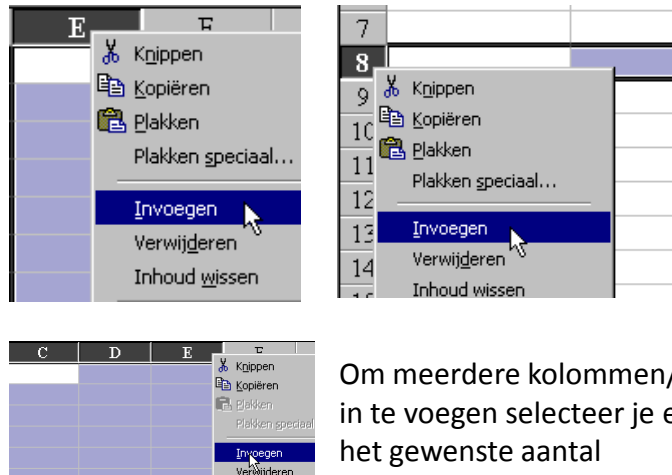 E F
Knippen
Kopiëren
Plakken
Plakken speciaal...
Invoegen
Verwijderen
Inhoud wissen
7
8
9
10
11
12
13
14
Knippen
Kopiëren
Plakken
Plakken speciaal...
Invoegen
Verwijderen
Inhoud wissen
C D E F
Knippen
Kopiëren
Plakken
Plakken speciaal
Invoegen
Verwijderen
Om meerdere kolommen/
in te voegen selecteer je e
het gewenste aantal